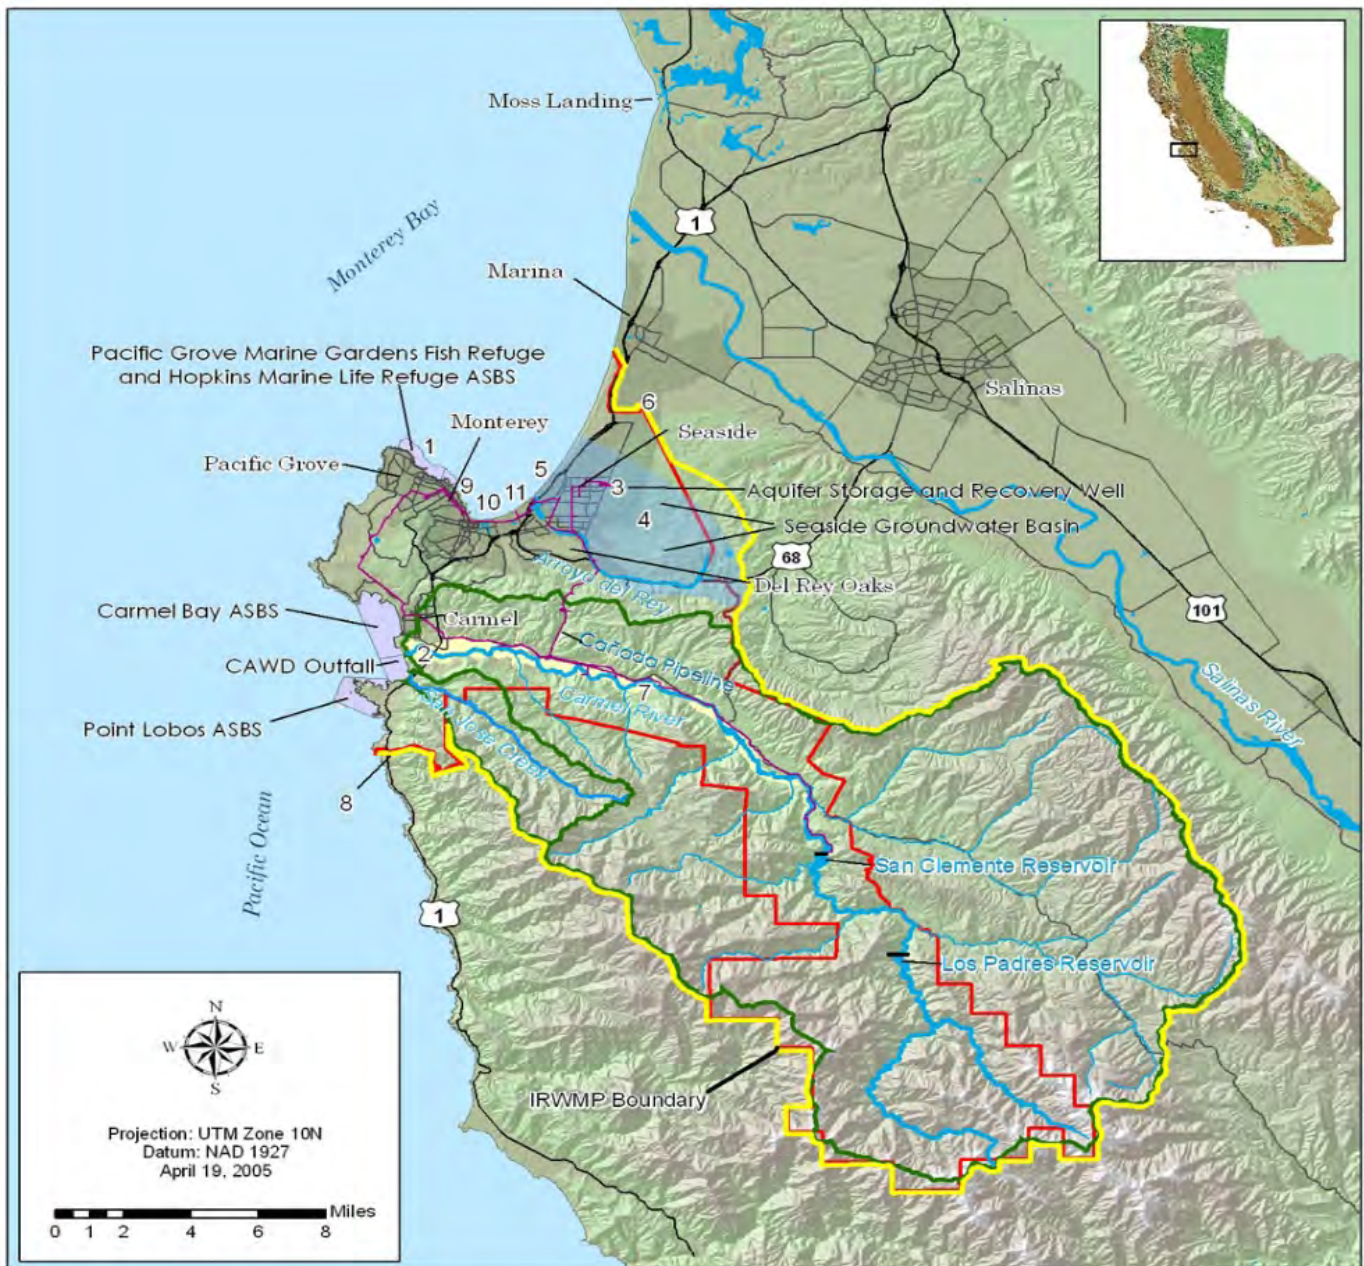 Moss Landing
1
Monterey Bay
Marina
Pacific Grove Marine Gardens Fish Refuge
and Hopkins Marine Life Refuge ASBS
Salinas
6
1
Monterey
Seaside
Pacific Grove
5
9
10
11
3
Aquifer Storage and Recovery Well
4
Seaside Groundwater Basin
68
Arroyo del Rey
Del Rey Oaks
Carmel Bay ASBS
Carmel
101
CAWD Outfall
2
Cañada Pipeline
7
Carmel River
Salinas River
Point Lobos ASBS
San Jose Creek
8
Pacific Ocean
San Clemente Reservoir
1
Los Padres Reservoir
IRWMP Boundary
N
W
E
S
Projection: UTM Zone 10N
Datum: NAD 1927
April 19, 2005
Miles
0 1 2 4 6 8